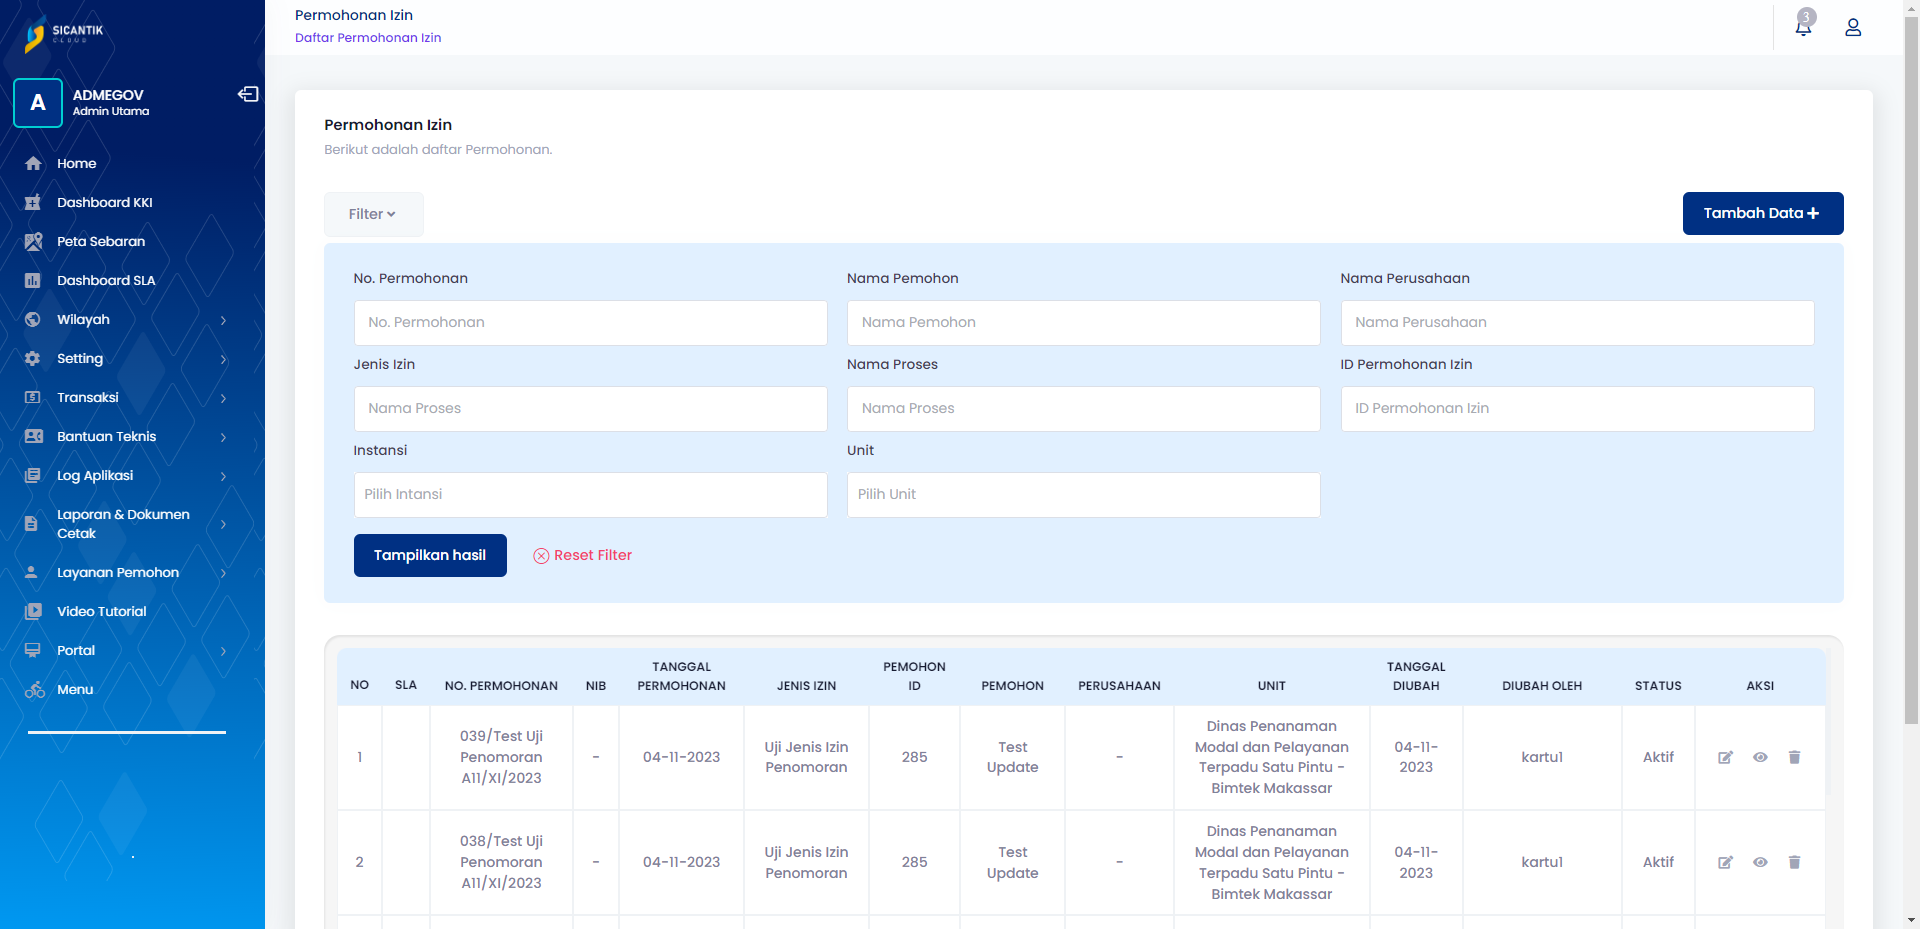 SICANTIK
CLOUD
A
ADMEGOV
Admin Utama
Home
Dashboard KKI
Peta Sebaran
Dashboard SLA
Wilayah
Setting
Transaksi
Bantuan Teknis
Log Aplikasi
Laporan & Dokumen
Cetak
Layanan Pemohon
Video Tutorial
Portal
Menu
Permohonan Izin
Daftar Permohonan Izin
3
Permohonan Izin
Berikut adalah daftar Permohonan.
Filter
Tambah Data
No. Permohonan
Nama Pemohon
Nama Perusahaan
No. Permohonan
Nama Pemohon
Nama Perusahaan
Jenis Izin
Nama Proses
ID Permohonan Izin
Nama Proses
Nama Proses
ID Permohonan Izin
Instansi
Unit
Pilih Intansi
Pilih Unit
Tampilkan hasil
Reset Filter
NO
SLA
NO. PERMOHONAN
NIB
TANGGAL
PERMOHONAN
JENIS IZIN
PEMOHON
ID
PEMOHON
PERUSAHAAN
UNIT
TANGGAL
DIUBAH
DIUBAH OLEH
STATUS
AKSI
1
039/Test Uji
Penomoran
A11/XI/2023
-
04-11-2023
Uji Jenis Izin
Penomoran
285
Test
Update
-
Dinas Penanaman
Modal dan Pelayanan
Terpadu Satu Pintu -
Bimtek Makassar
04-11-
2023
kartu1
Aktif
2
038/Test Uji
Penomoran
A11/XI/2023
-
04-11-2023
Uji Jenis Izin
Penomoran
285
Test
Update
-
Dinas Penanaman
Modal dan Pelayanan
Terpadu Satu Pintu -
Bimtek Makassar
04-11-
2023
kartu1
Aktif